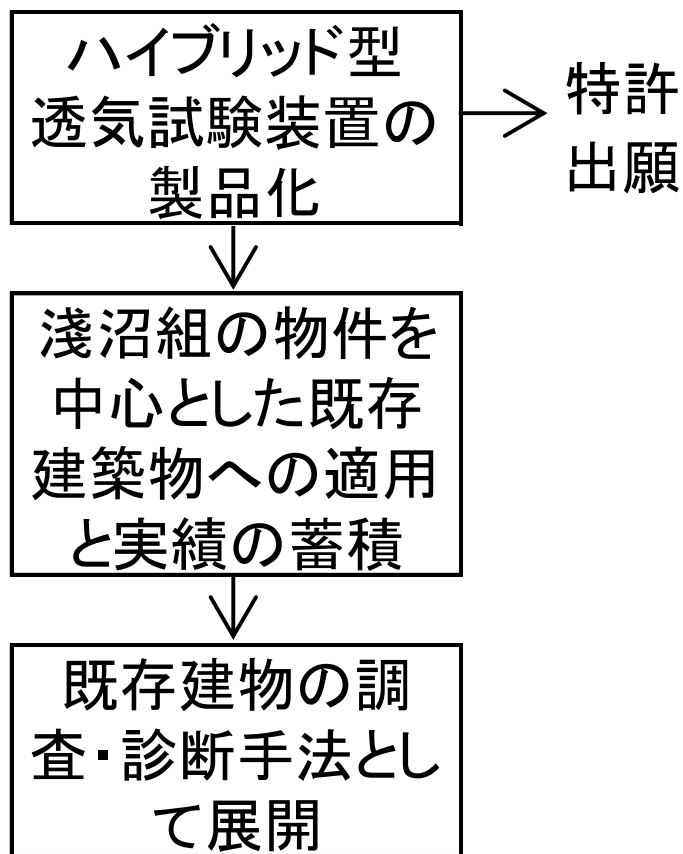 ハイブリッド型
透気試験装置の
製品化
特許
出願
淺沼組の物件を
中心とした既存
建築物への適用
と実績の蓄積
既存建物の調
査・診断手法とし
て展開